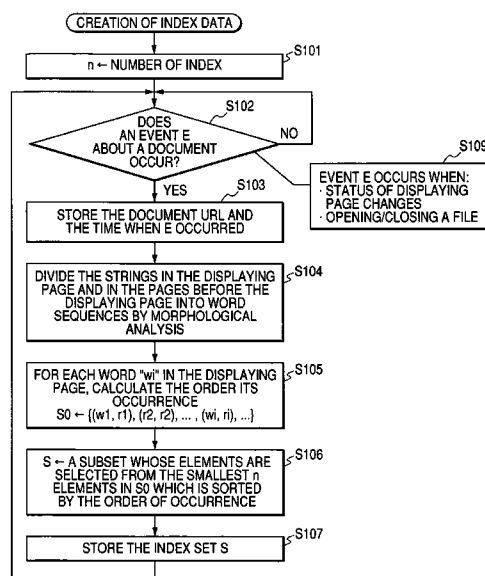 CREATION OF INDEX DATA
S101
n ← NUMBER OF INDEX
S102
DOES
AN EVENT E
ABOUT A DOCUMENT
OCCUR?
NO
YES
S109
EVENT E OCCURS WHEN:
· STATUS OF DISPLAYING
PAGE CHANGES
· OPENING/CLOSING A FILE
S103
STORE THE DOCUMENT URL AND
THE TIME WHEN E OCCURRED
S104
DIVIDE THE STRINGS IN THE DISPLAYING
PAGE AND IN THE PAGES BEFORE THE
DISPLAYING PAGE INTO WORD
SEQUENCES BY MORPHOLOGICAL
ANALYSIS
S105
FOR EACH WORD "wi" IN THE DISPLAYING
PAGE, CALCULATE THE ORDER ITS
OCCURRENCE
S0 ← {(w1, r1), (r2, r2), ... , (wi, ri), ...}
S106
S ← A SUBSET WHOSE ELEMENTS ARE
SELECTED FROM THE SMALLEST n
ELEMENTS IN S0 WHICH IS SORTED
BY THE ORDER OF OCCURRENCE
S107
STORE THE INDEX SET S